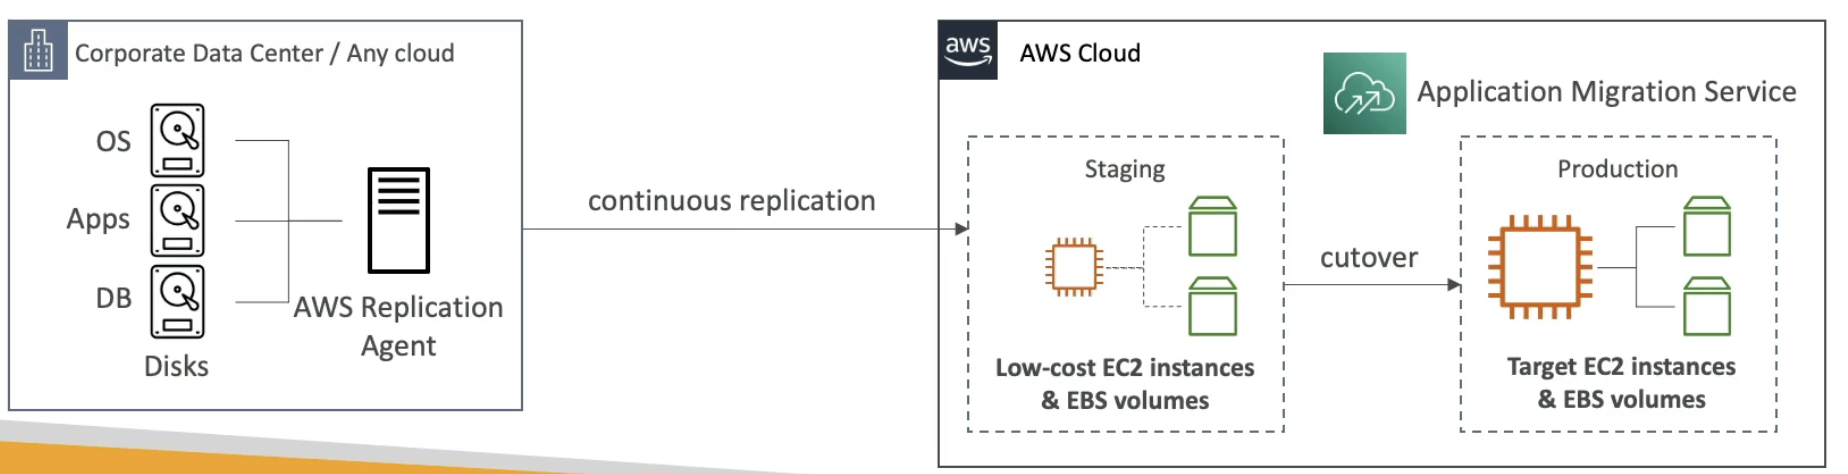 Corporate Data Center / Any cloud
OS
Apps
DB
Disks
AWS Replication
Agent
continuous replication
aws
AWS Cloud
Application Migration Service
Staging
Low-cost EC2 instances
& EBS volumes
cutover
Production
Target EC2 instances
& EBS volumes